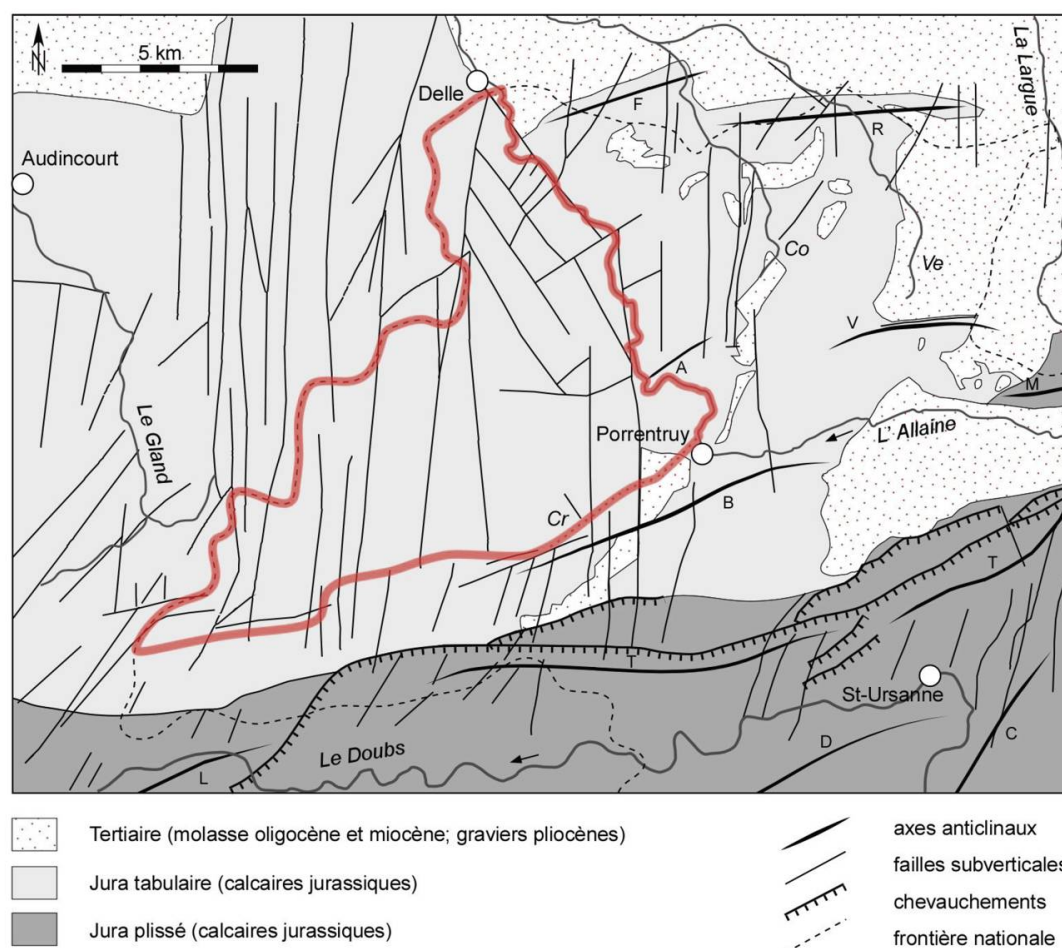 N
5 km
Delle
F
R
La Largue
Audincourt
Co
Ve
V
M
A
Porrentruy
L' Allaine
Le Gland
B
Cr
T
T
St-Ursanne
Le Doubs
D
C
L
Tertiaire (molasse oligocène et miocène; graviers pliocènes)
Jura tabulaire (calcaires jurassiques)
Jura plissé (calcaires jurassiques)
axes anticlinaux
failles subverticales
chevauchements
frontière nationale